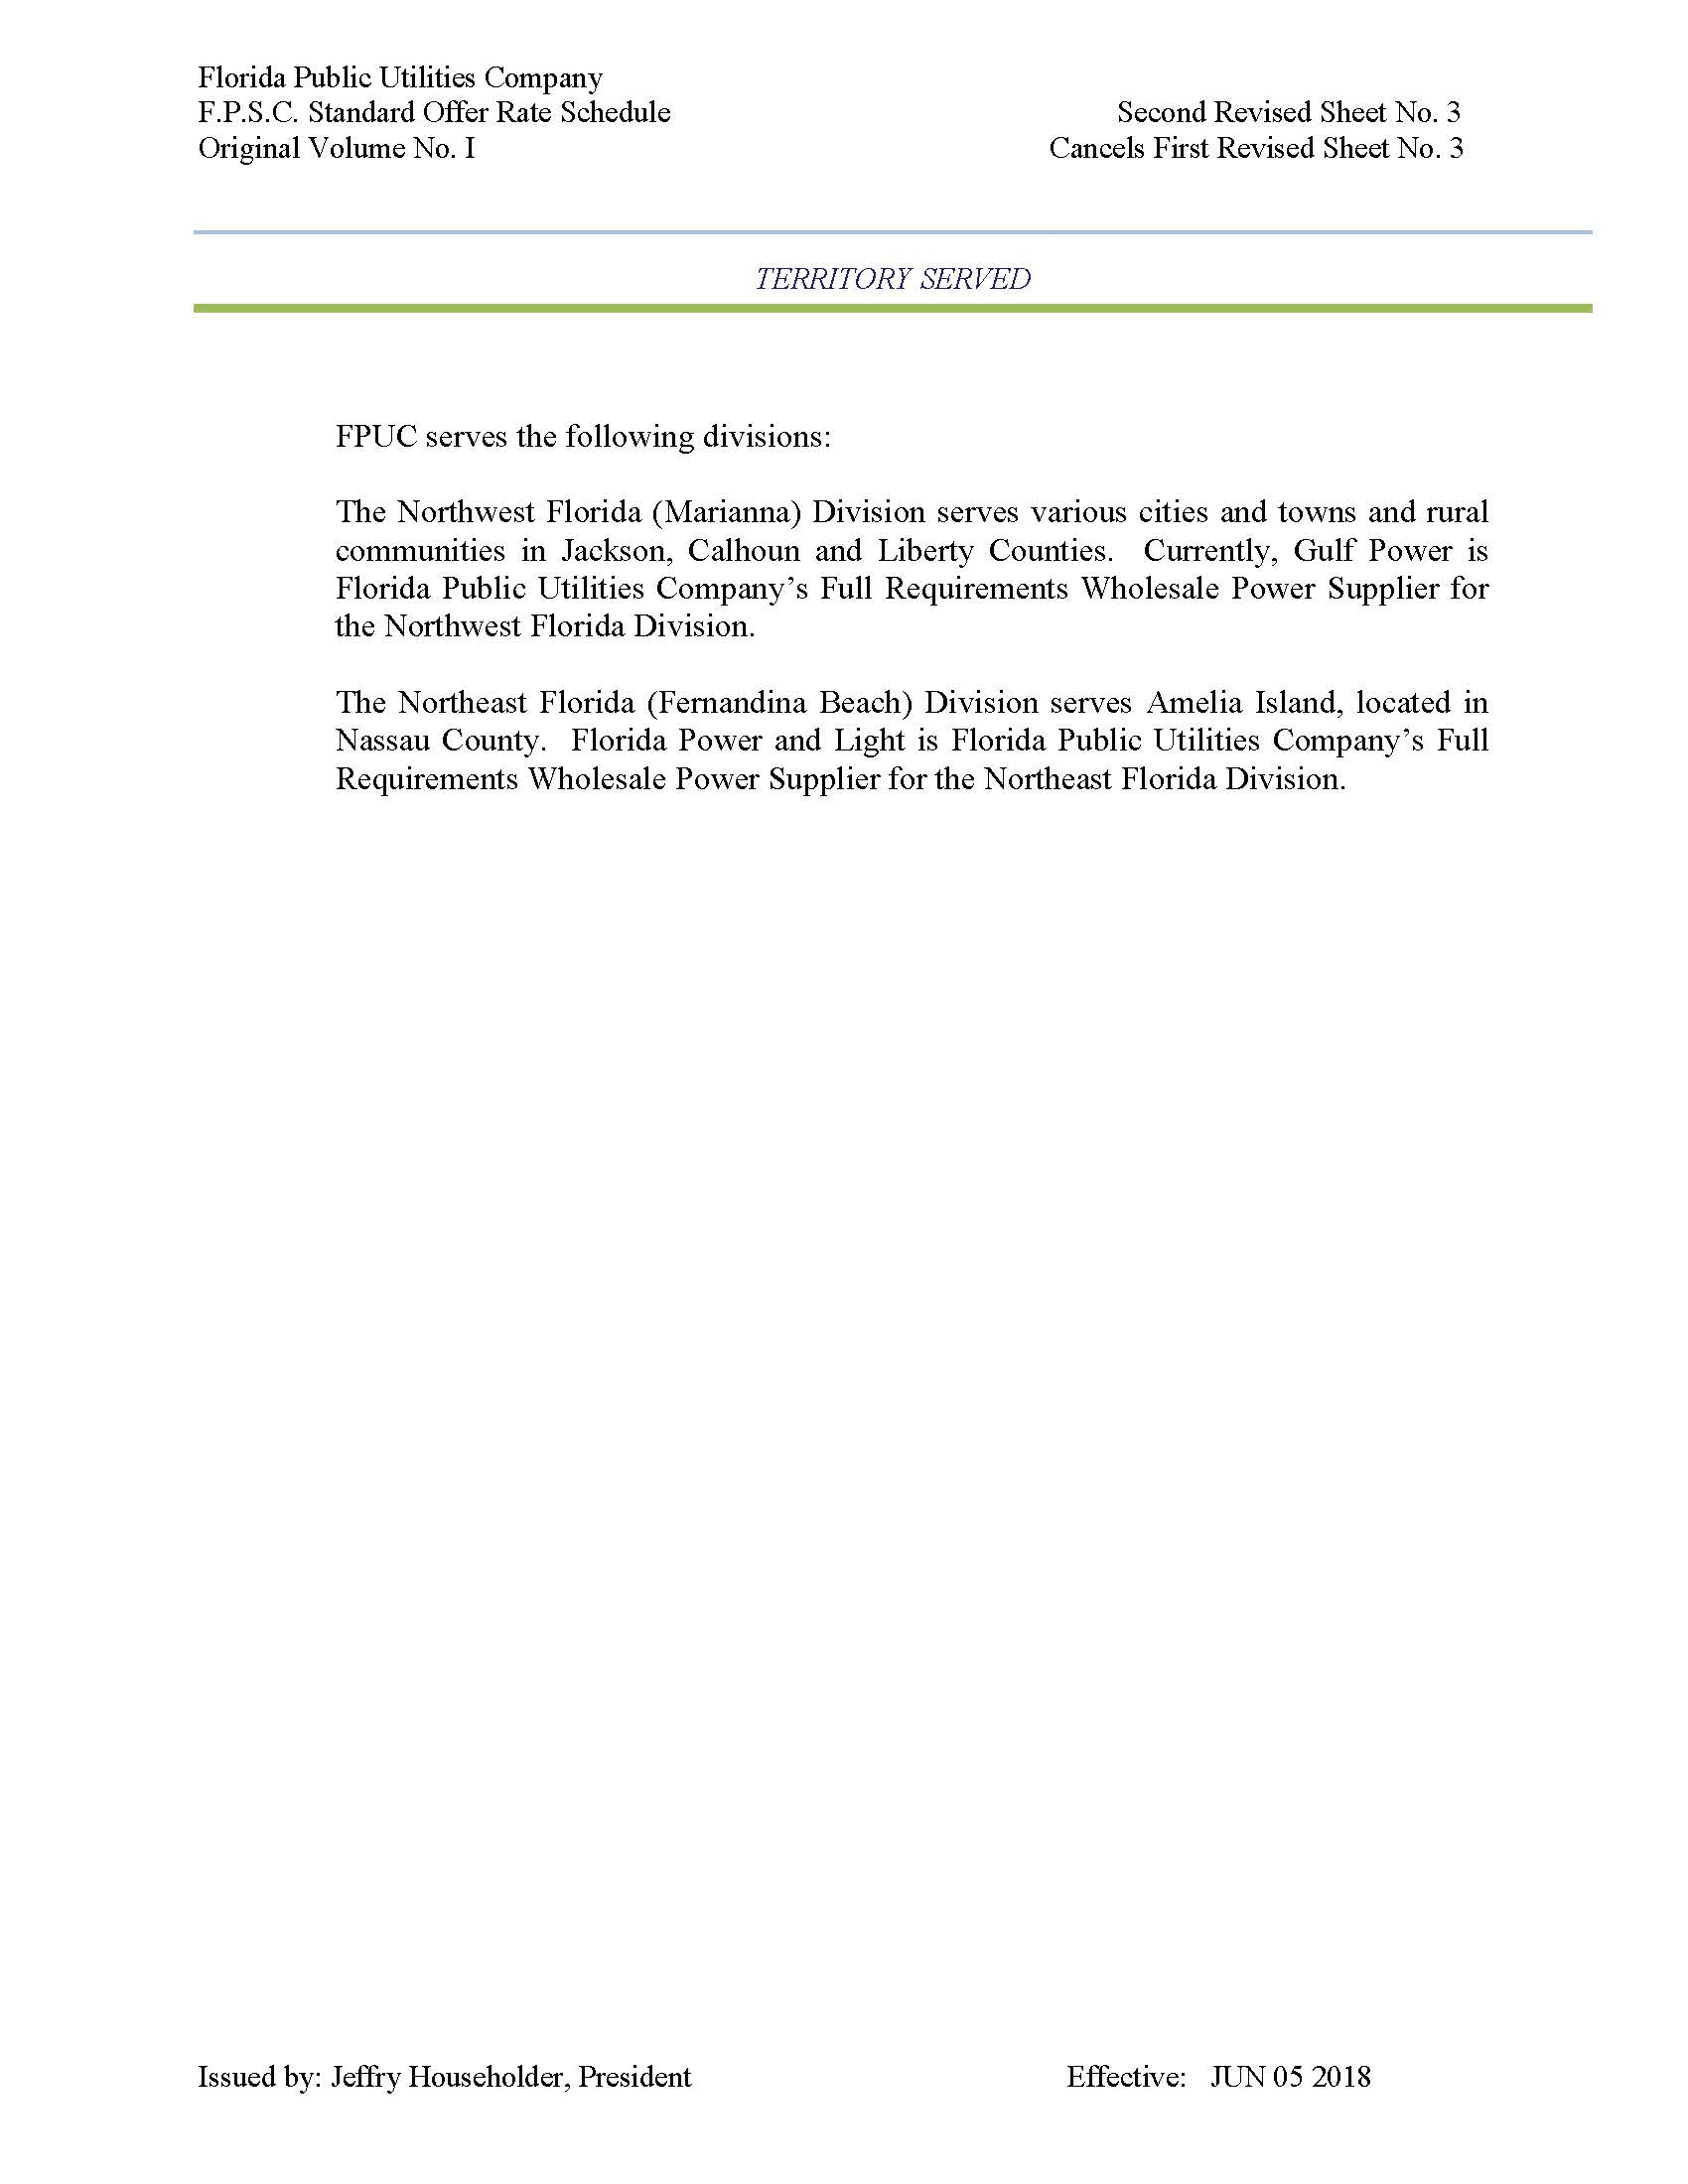 Florida Public Utilities Company
F.P.S.C. Standard Offer Rate Schedule
Second Revised Sheet No. 3
Original Volume No. I
Cancels First Revised Sheet No. 3
TERRITORY SERVED
FPUC serves the following divisions:
The Northwest Florida (Marianna) Division serves various cities and towns and rural
communities in Jackson, Calhoun and Liberty Counties. Currently, Gulf Power is
Florida Public Utilities Company’s Full Requirements Wholesale Power Supplier for
the Northwest Florida Division.
The Northeast Florida (Fernandina Beach) Division serves Amelia Island, located in
Nassau County. Florida Power and Light is Florida Public Utilities Company’s Full
Requirements Wholesale Power Supplier for the Northeast Florida Division.
Issued by: Jeffry Householder, President
Effective: JUN 05 2018